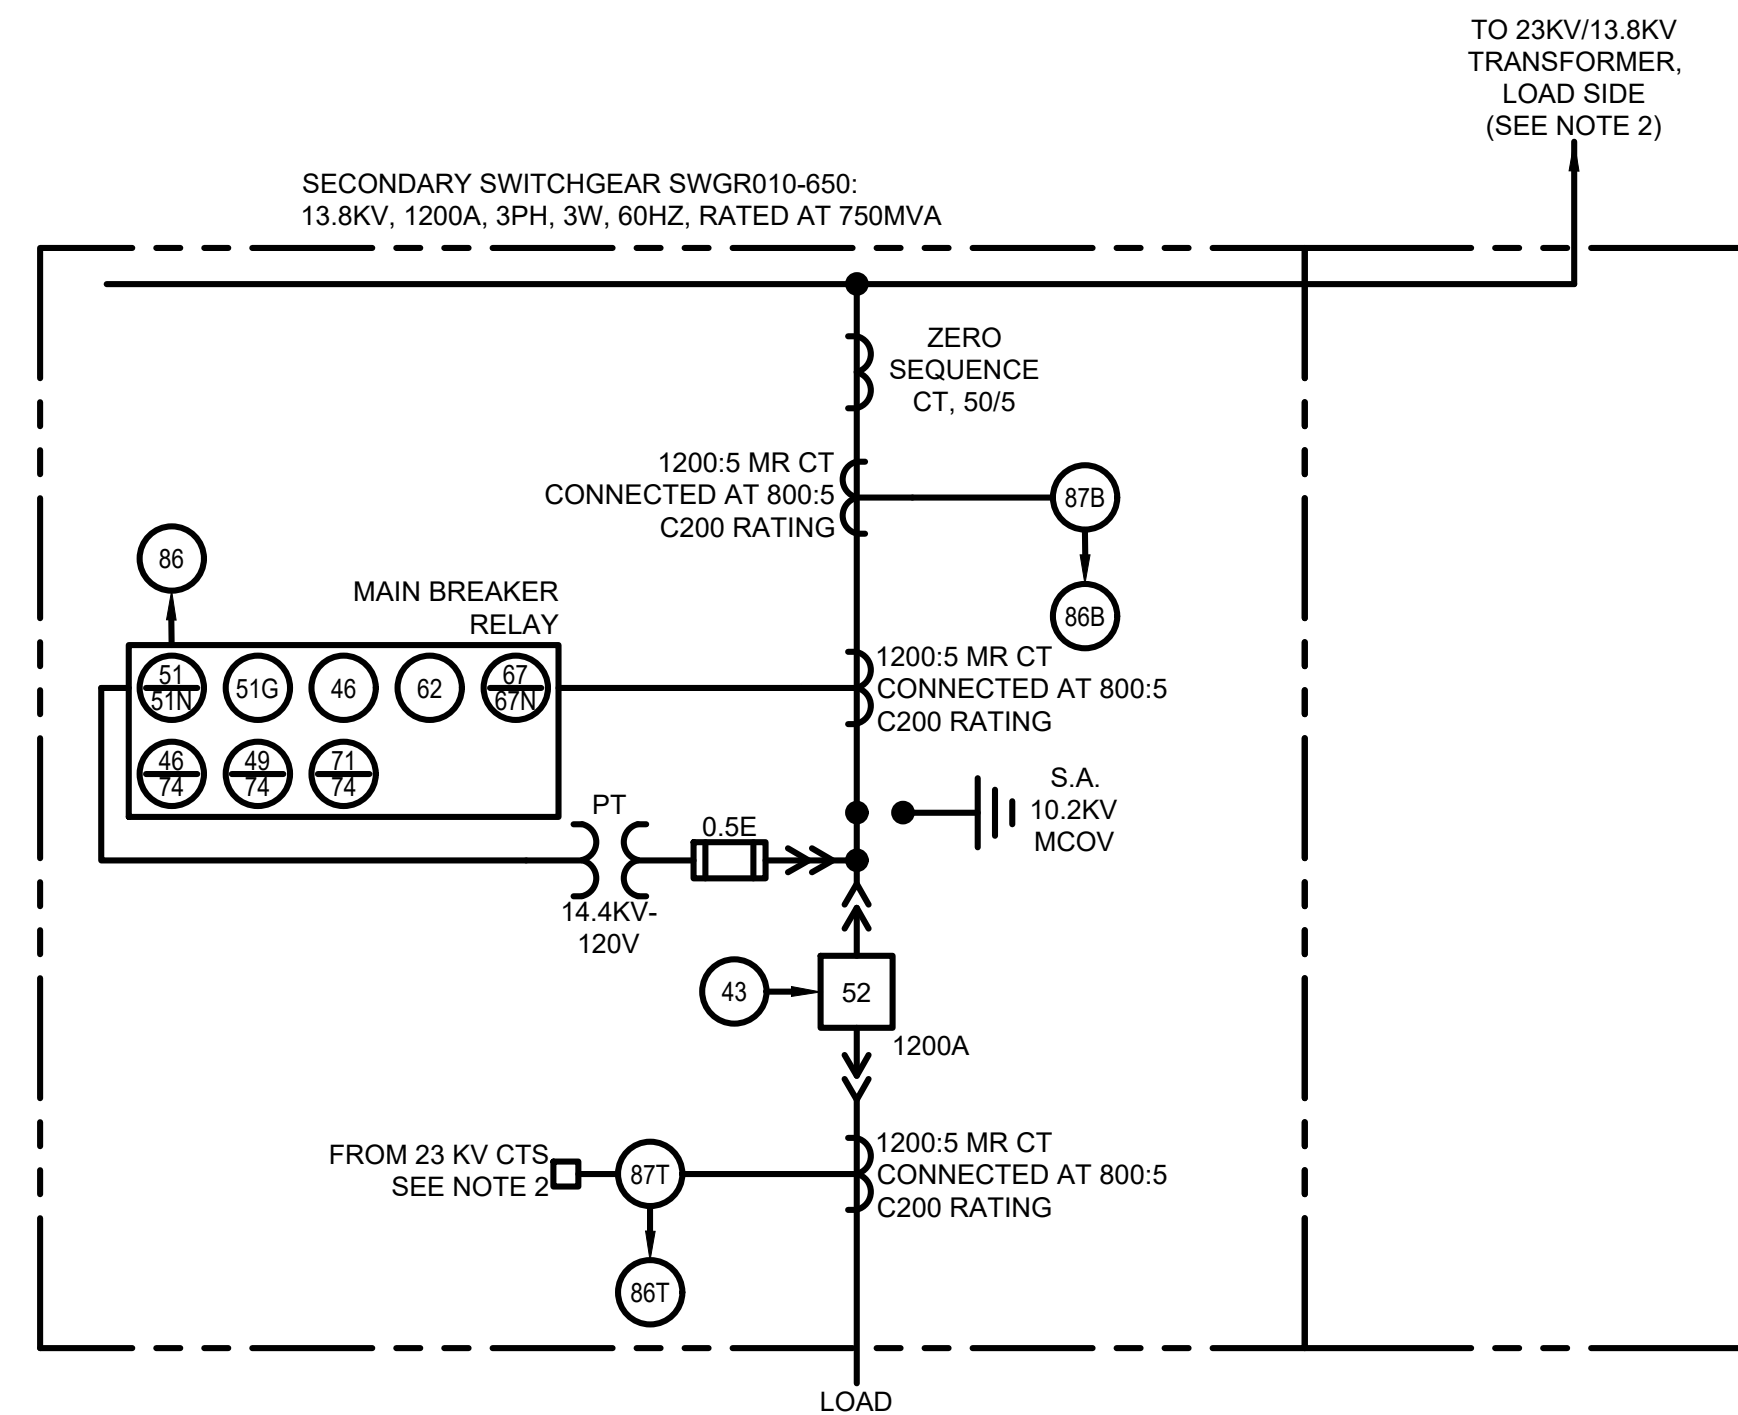 TO 23KV/13.8KV
TRANSFORMER,
LOAD SIDE
(SEE NOTE 2)
SECONDARY SWITCHGEAR SWGR010-650:
13.8KV, 1200A, 3PH, 3W, 60HZ, RATED AT 750MVA
ZERO
SEQUENCE
CT, 50/5
1200:5 MR CT
CONNECTED AT 800:5
C200 RATING
87B
86B
86
MAIN BREAKER
RELAY
51
51N
51G
46
62
67
67N
46
74
49
74
71
74
1200:5 MR CT
CONNECTED AT 800:5
C200 RATING
S.A.
10.2KV
MCOV
PT
0.5E
14.4KV-
120V
43
52
1200A
FROM 23 KV CTS
SEE NOTE 2
87T
86T
1200:5 MR CT
CONNECTED AT 800:5
C200 RATING
LOAD